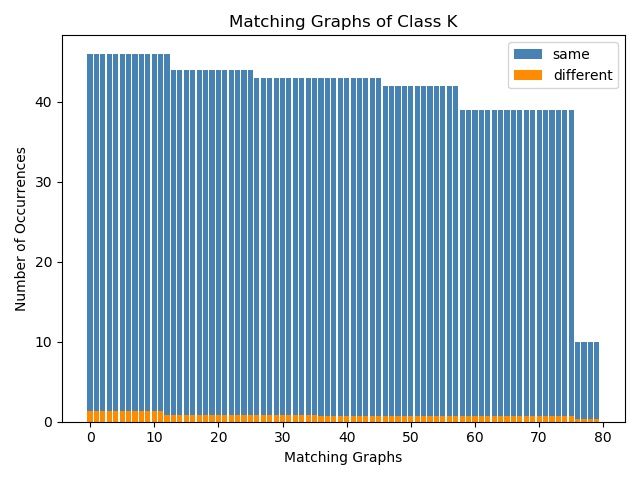 Matching Graphs of Class K
same
different
Number of Occurrences
40
30
20
10
0
0 10 20 30 40 50 60 70 80
Matching Graphs